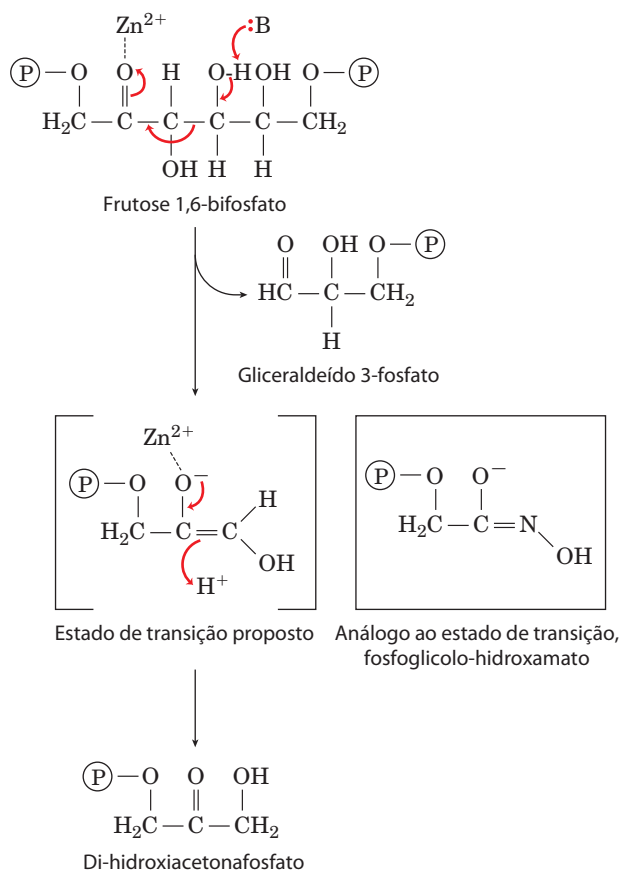 Zn2+ :B
P—O O H O-H OH O—P
H2C—C—C—C—C—CH2
OH H H
Frutose 1,6-bifosfato
O OH O—P
HC—C—CH2
H
Gliceraldeído 3-fosfato
Zn2+
P—O O− H
H2C—C=C
OH
H+
Estado de transição proposto
P—O O−
H2C—C=N
OH
Análogo ao estado de transição,
fosfoglicolo-hidroxamato
P—O O OH
H2C—C—CH2
Di-hidroxiacetonafosfato